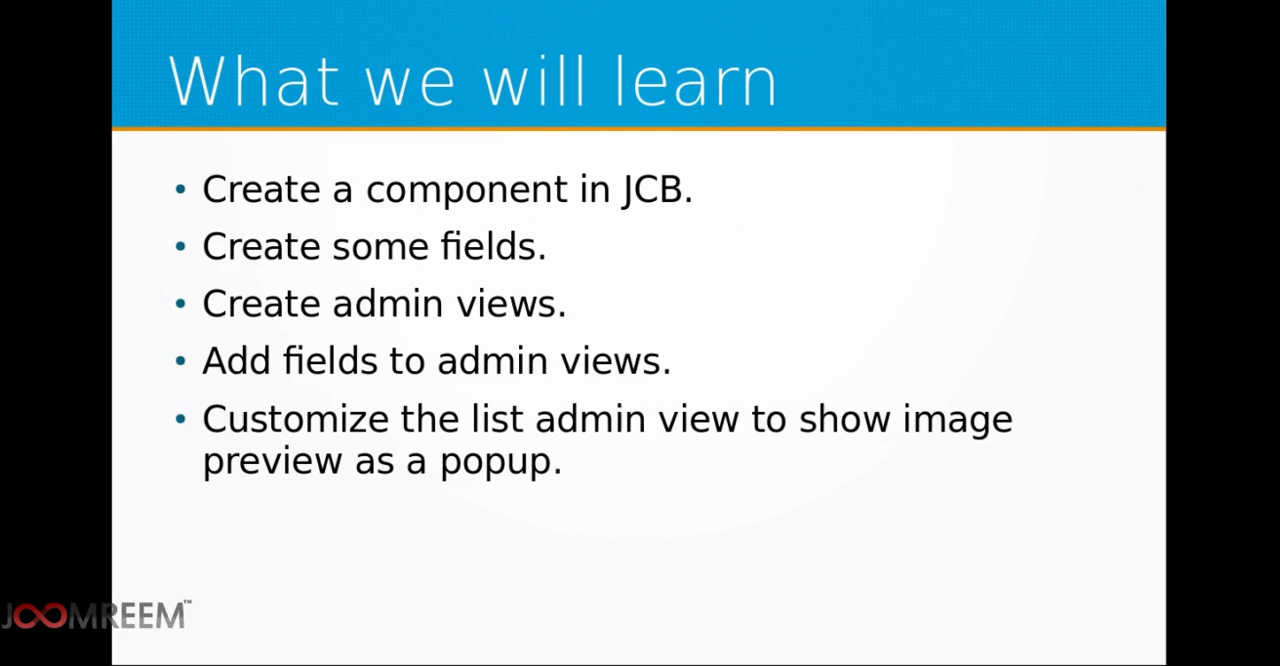 What we will learn
• Create a component in JCB.
• Create some fields.
• Create admin views.
• Add fields to admin views.
• Customize the list admin view to show image
preview as a popup.
JOOMREEM™